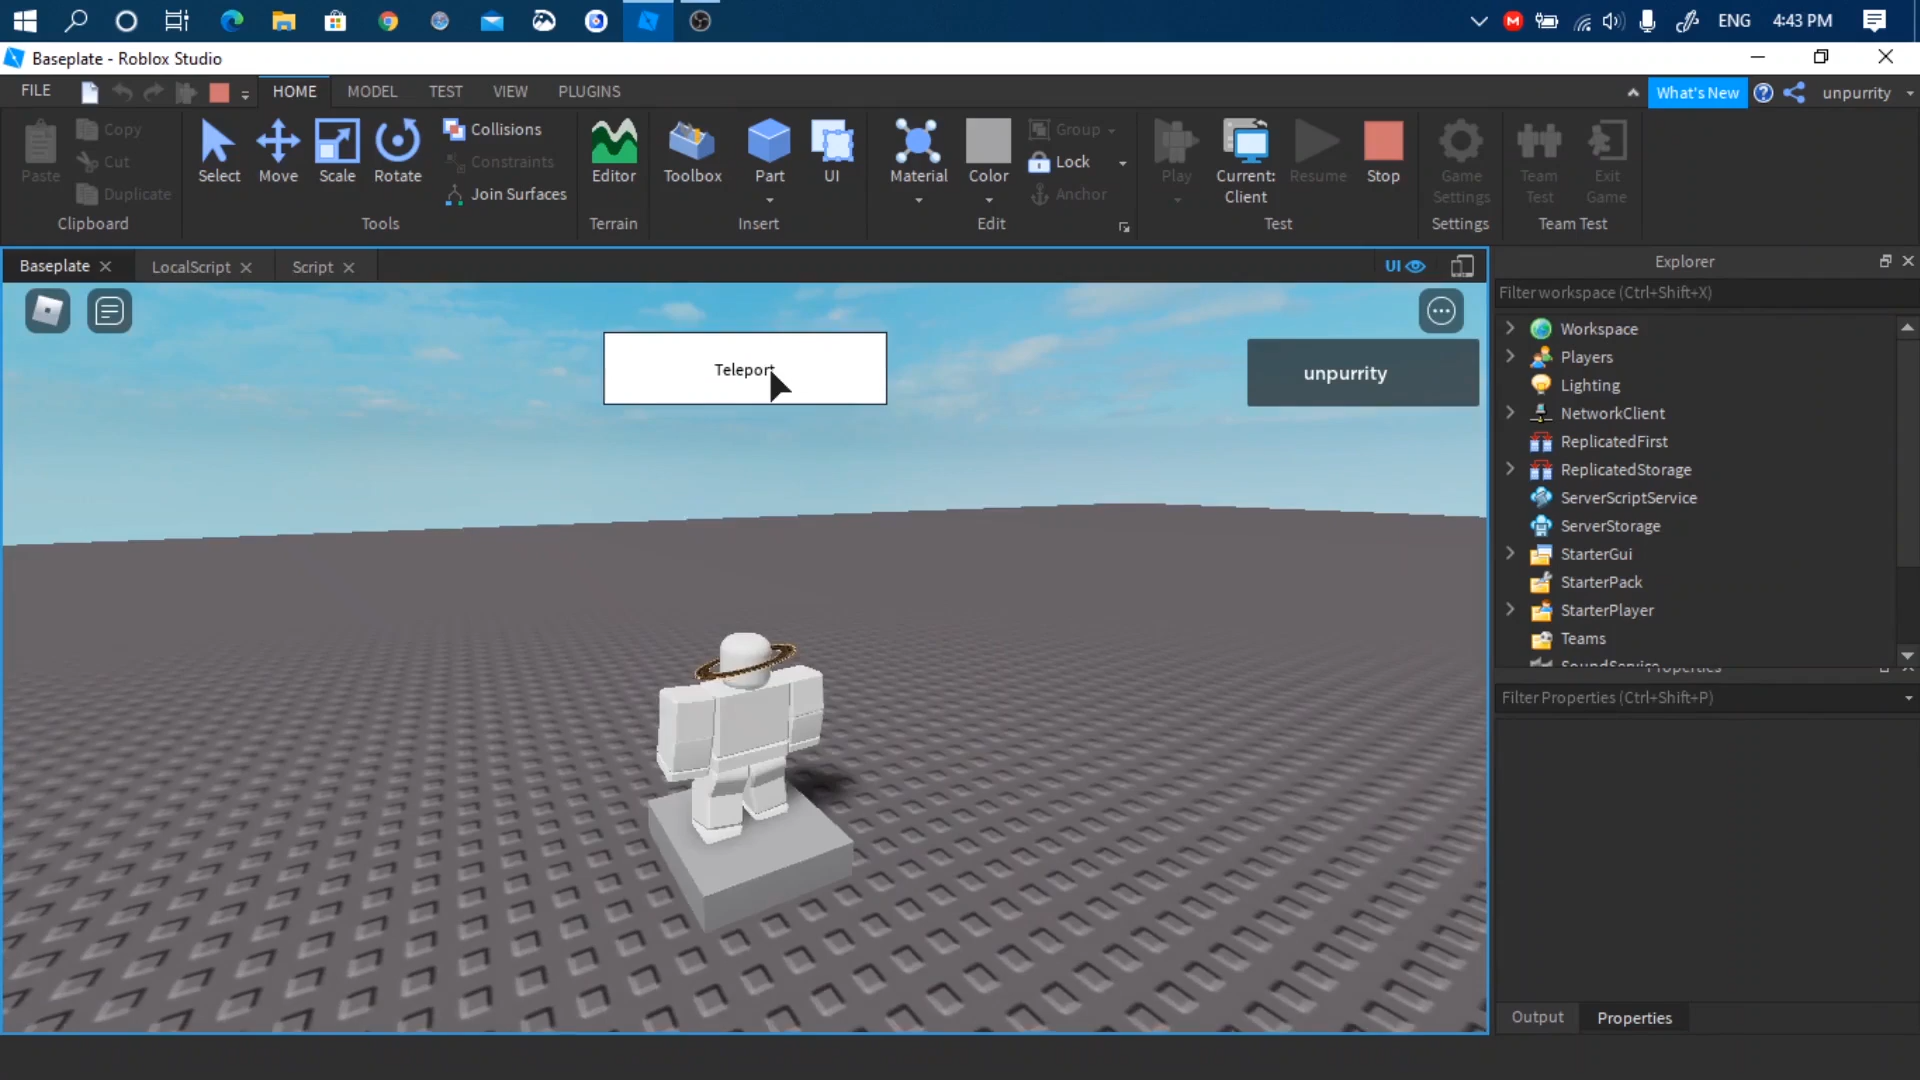 ENG 4:43 PM
Baseplate - Roblox Studio
FILE HOME MODEL TEST VIEW PLUGINS What's New unpurrity
Paste Copy Cut Duplicate
Clipboard
Select Move Scale Rotate
Collisions
Constraints
Join Surfaces
Tools
Editor
Terrain
Toolbox Part UI
Insert
Material Color
Group
Lock
Anchor
Edit
Play Current: Client Resume Stop
Test
Game Settings
Settings
Team Test Exit Game
Team Test
Baseplate LocalScript Script UI
Teleport
unpurrity
Explorer
Filter workspace (Ctrl+Shift+X)
Workspace
Players
Lighting
NetworkClient
ReplicatedFirst
ReplicatedStorage
ServerScriptService
ServerStorage
StarterGui
StarterPack
StarterPlayer
Teams
SoundService
Properties
Filter Properties (Ctrl+Shift+P)
Output Properties